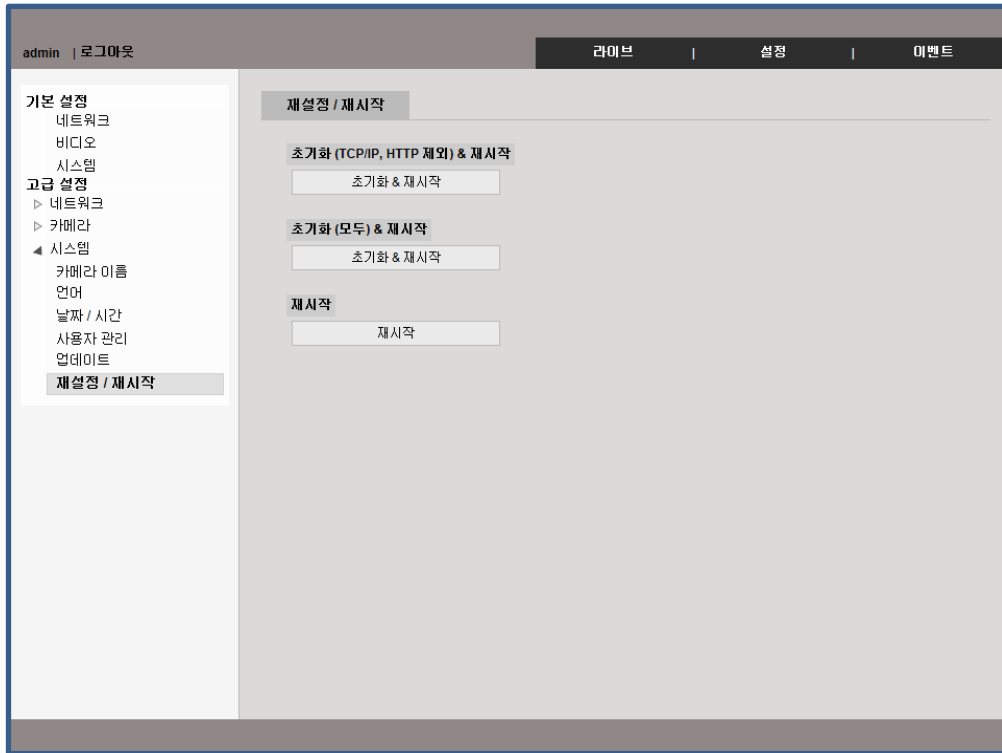 admin | 로그아웃
라이브 | 설정 | 이벤트
기본 설정
네트워크
비디오
시스템
고급 설정
네트워크
카메라
시스템
카메라 이름
언어
날짜 / 시간
사용자 관리
업데이트
재설정 / 재시작
재설정 / 재시작
초기화 (TCP/IP, HTTP 제외) & 재시작
초기화 & 재시작
초기화 (모두) & 재시작
초기화 & 재시작
재시작
재시작